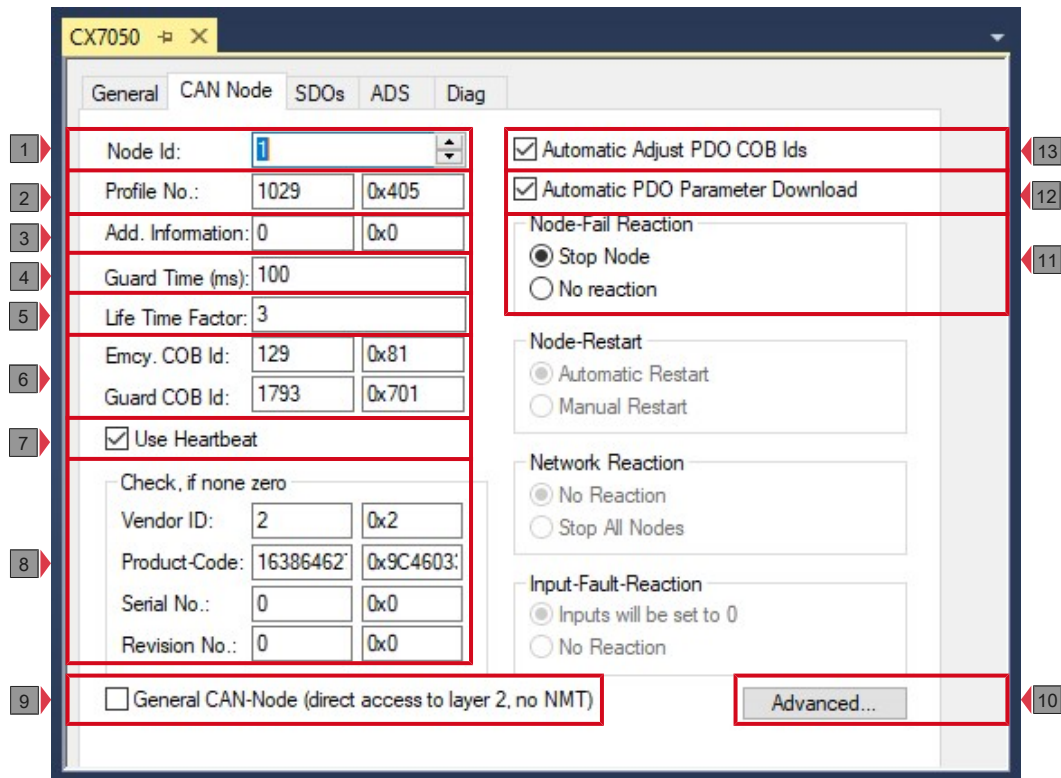 CX7050
General CAN Node SDOs ADS Diag
1 Node Id: 1
2 Profile No.: 1029 0x405
3 Add. Information: 0 0x0
4 Guard Time (ms): 100
5 Life Time Factor: 3
6 Emcy. COB Id: 129 0x81
Guard COB Id: 1793 0x701
7 Use Heartbeat
8 Check, if none zero
Vendor ID: 2 0x2
Product-Code: 163864627 0x9C4603
Serial No.: 0 0x0
Revision No.: 0 0x0
9 General CAN-Node (direct access to layer 2, no NMT)
Automatic Adjust PDO COB Ids 13
Automatic PDO Parameter Download 12
Node-Fail Reaction
Stop Node 11
No reaction
Node-Restart
Automatic Restart
Manual Restart
Network Reaction
No Reaction
Stop All Nodes
Input-Fault-Reaction
Inputs will be set to 0
No Reaction
Advanced... 10